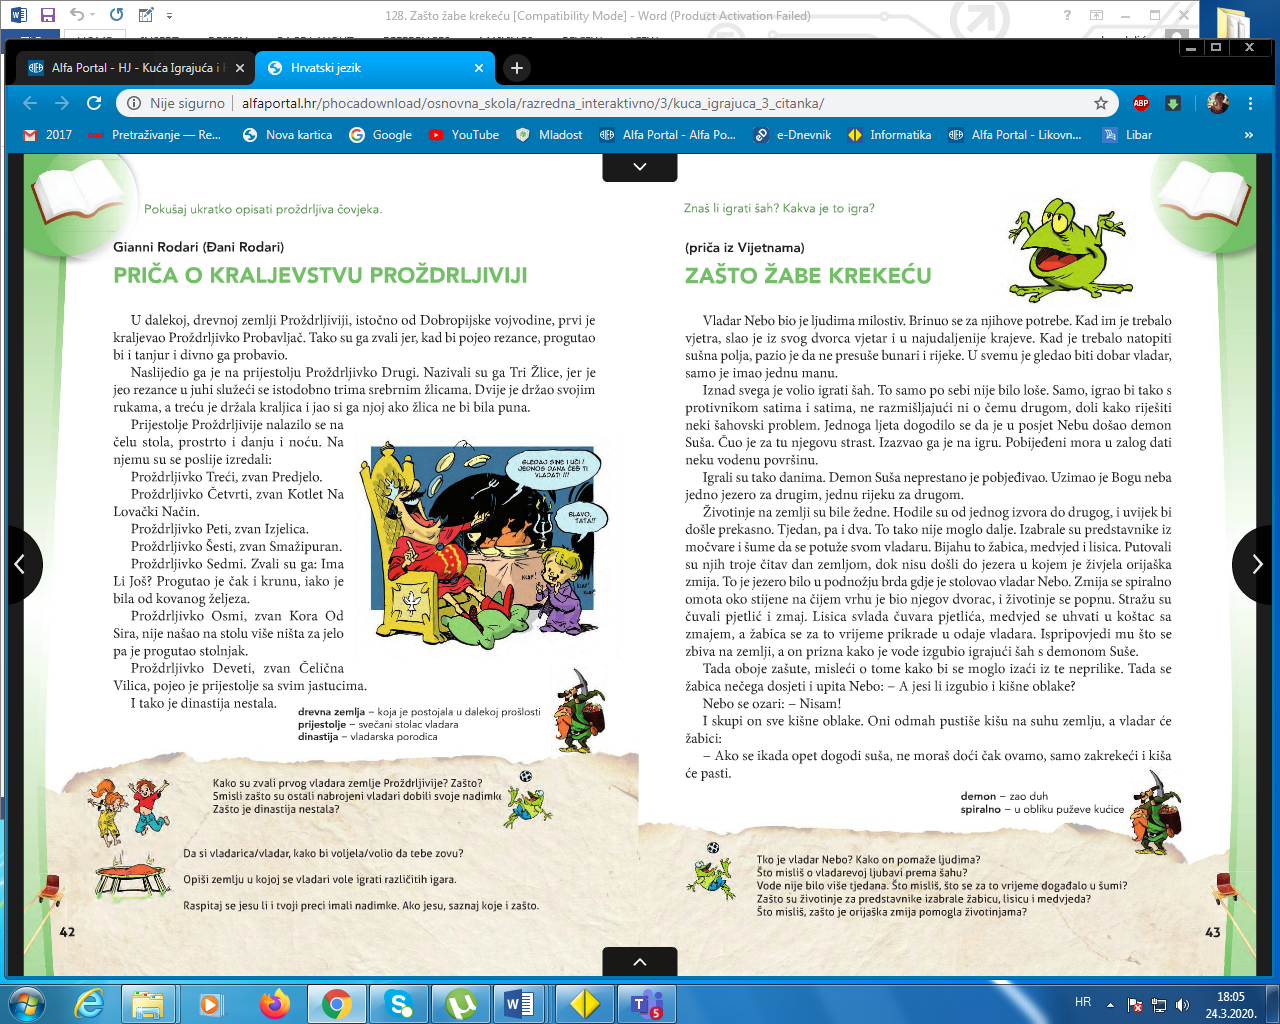 128. Zašto žabe krekeću [Compatibility Mode] - Word (Product Activation Failed)
Alfa Portal - HJ - Kuća Igrajuća i
Hrvatski jezik
Nije sigurno
alfaportal.hr/phocadownload/osnovna_skola/razredna_interaktivno/3/kuca_igrajuca_3_citanka/
ABP
2017
Pretraživanje — Re...
Nova kartica
Google
YouTube
Mladost
Alfa Portal - Alfa Po...
e-Dnevnik
Informatika
Alfa Portal - Likovn...
Libar
Pokušaj ukratko opisati proždrljiva čovjeka.
Gianni Rodari (Đani Rodari)
PRIČA O KRALJEVSTVU PROŽDRLJIVIJI
U dalekoj, drevnoj zemlji Proždrljiviji, istočno od Dobropijske vojvodine, prvi je
kraljevao Proždrljivko Probavljač. Tako su ga zvali jer, kad bi pojeo rezance, progutao
bi i tanjur i divno ga probavio.
Naslijedio ga je na prijestolju Proždrljivko Drugi. Nazivali su ga Tri Žlice, jer je
jeo rezance u juhi služeći se istodobno trima srebrnim žlicama. Dvije je držao svojim
rukama, a treću je držala kraljica i jao si ga njoj ako žlica ne bi bila puna.
Prijestolje Proždrljivije nalazilo se na
čelu stola, prostrto i danju i noću. Na
njemu su se poslije izredali:
Proždrljivko Treći, zvan Predjelo.
Proždrljivko Četvrti, zvan Kotlet Na
Lovački Način.
Proždrljivko Peti, zvan Izjelica.
Proždrljivko Šesti, zvan Smažipuran.
Proždrljivko Sedmi. Zvali su ga: Ima
Li Još? Progutao je čak i krunu, iako je
bila od kovanog željeza.
Proždrljivko Osmi, zvan Kora Od
Sira, nije našao na stolu više ništa za jelo
pa je progutao stolnjak.
Proždrljivko Deveti, zvan Čelična
Vilica, pojeo je prijestolje sa svim jastucima.
I tako je dinastija nestala.
GLEDAJ SINE I UČI!
JEDNOG DANA ĆEŠ TI
VLADATI!!!
BRAVO,
TATA!!
KLAP!
KLAP!
KLAP!
drevna zemlja – koja je postojala u dalekoj prošlosti
prijestolje – svečani stolac vladara
dinastija – vladarska porodica
Kako su zvali prvog vladara zemlje Proždrljivije? Zašto?
Smisli zašto su ostali nabrojeni vladari dobili svoje nadimke
Zašto je dinastija nestala?
Da si vladarica/vladar, kako bi voljela/volio da tebe zovu?
Opiši zemlju u kojoj se vladari vole igrati različitih igara.
Raspitaj se jesu li i tvoji preci imali nadimke. Ako jesu, saznaj koje i zašto.
42
Znaš li igrati šah? Kakva je to igra?
(priča iz Vijetnama)
ZAŠTO ŽABE KREKEĆU
Vladar Nebo bio je ljudima milostiv. Brinuo se za njihove potrebe. Kad im je trebalo
vjetra, slao je iz svog dvorca vjetar i u najudaljenije krajeve. Kad je trebalo natopiti
sušna polja, pazio je da ne presuše bunari i rijeke. U svemu je gledao biti dobar vladar,
samo je imao jednu manu.
Iznad svega je volio igrati šah. To samo po sebi nije bilo loše. Samo, igrao bi tako s
protivnikom satima i satima, ne razmišljajući ni o čemu drugom, doli kako riješiti
neki šahovski problem. Jednoga ljeta dogodilo se da je u posjet Nebu došao demon
Suša. Čuo je za tu njegovu strast. Izazvao ga je na igru. Pobijeđeni mora u zalog dati
neku vodenu površinu.
Igrali su tako danima. Demon Suša neprestano je pobjeđivao. Uzimao je Bogu neba
jedno jezero za drugim, jednu rijeku za drugom.
Životinje na zemlji su bile žedne. Hodile su od jednog izvora do drugog, i uvijek bi
došle prekasno. Tjedan, pa i dva. To tako nije moglo dalje. Izabrale su predstavnike iz
močvare i šume da se potuže svom vladaru. Bijahu to žabica, medvjed i lisica. Putovali
su njih troje čitav dan zemljom, dok nisu došli do jezera u kojem je živjela orijaška
zmija. To je jezero bilo u podnožju brda gdje je stolovao vladar Nebo. Zmija se spiralno
omota oko stijene na čijem vrhu je bio njegov dvorac, i životinje se popnu. Stražu su
čuvali pjetlić i zmaj. Lisica svlada čuvara pjetlića, medvjed se uhvati u koštac sa
zmajem, a žabica se za to vrijeme prikrade u odaje vladara. Ispripovjedi mu što se
zbiva na zemlji, a on prizna kako je vode izgubio igrajući šah s demonom Suše.
Tada oboje zašute, misleći o tome kako bi se moglo izaći iz te neprilike. Tada se
žabica nečega dosjeti i upita Nebo: – A jesi li izgubio i kišne oblake?
Nebo se ozari: – Nisam!
I skupi on sve kišne oblake. Oni odmah pustiše kišu na suhu zemlju, a vladar će
žabici:
– Ako se ikada opet dogodi suša, ne moraš doći čak ovamo, samo zakrekeći i kiša
će pasti.
demon – zao duh
spiralno – u obliku puževe kućice
Tko je vladar Nebo? Kako on pomaže ljudima?
Što misliš o vladarevoj ljubavi prema šahu?
Vode nije bilo više tjedana. Što misliš, što se za to vrijeme događalo u šumi?
Zašto su životinje za predstavnike izabrale žabicu, lisicu i medvjeda?
Što misliš, zašto je orijaška zmija pomogla životinjama?
43
5
HR
18:05
24.3.2020.